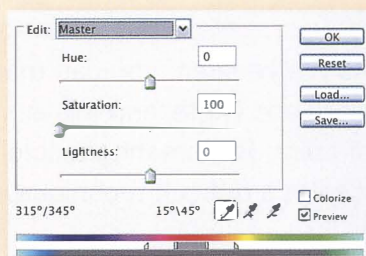 Edit: Master
OK
Hue: 0
Reset
Load...
Saturation: 100
Save...
Lightness: 0
Colorize
315°/345° 15°\45°
Preview